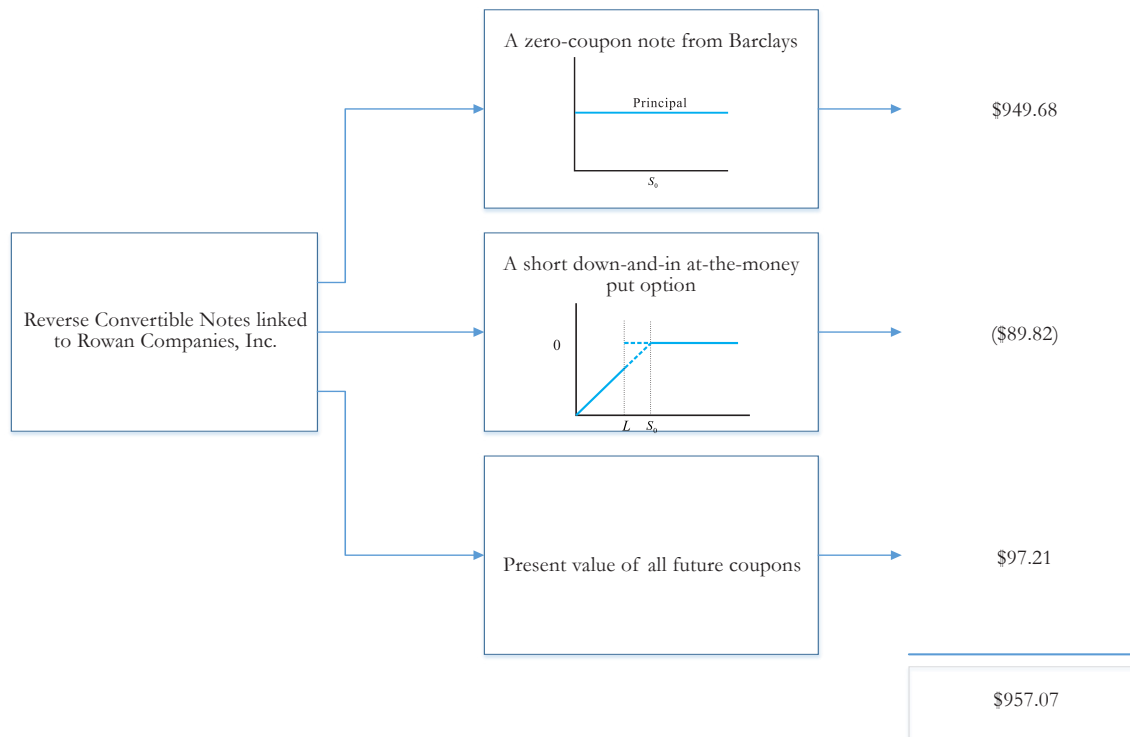 A zero-coupon note from Barclays
Principal
S₀
$949.68
Reverse Convertible Notes linked
to Rowan Companies, Inc.
A short down-and-in at-the-money
put option
0
L S₀
($89.82)
Present value of all future coupons
$97.21
$957.07